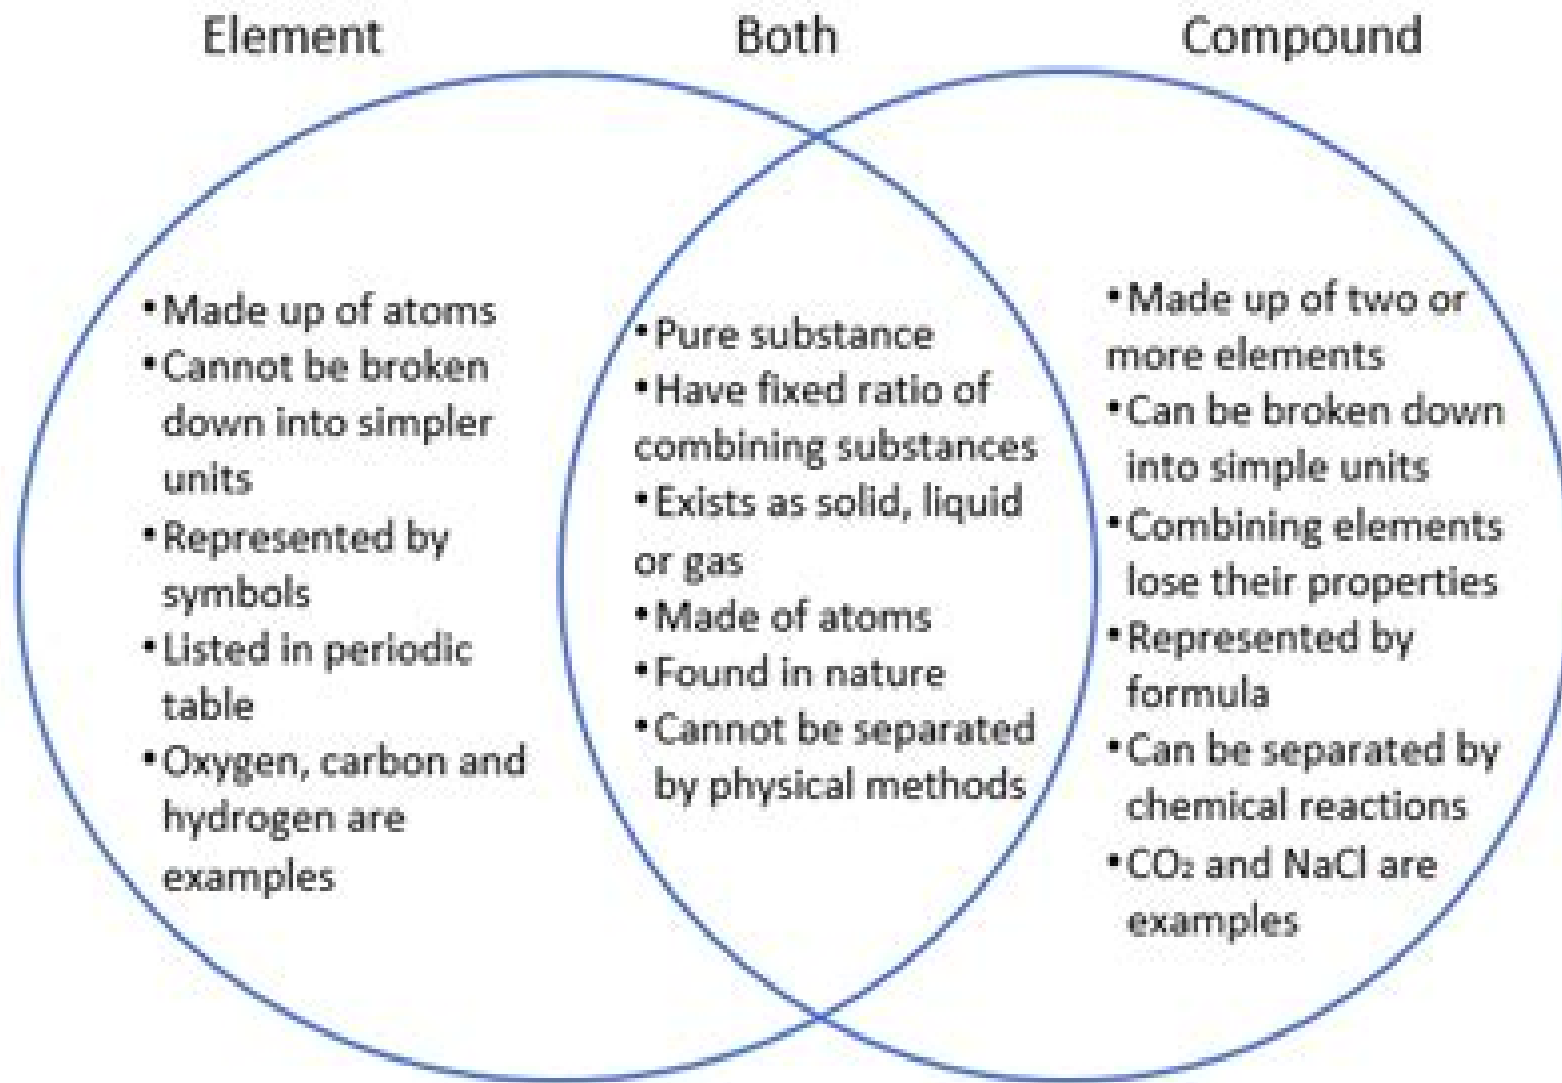 Element
Both
Compound
•Made up of atoms
•Cannot be broken
down into simpler
units
•Represented by
symbols
•Listed in periodic
table
•Oxygen, carbon and
hydrogen are
examples
•Pure substance
•Have fixed ratio of
combining substances
•Exists as solid, liquid
or gas
•Made of atoms
•Found in nature
•Cannot be separated
by physical methods
•Made up of two or
more elements
•Can be broken down
into simple units
•Combining elements
lose their properties
•Represented by
formula
•Can be separated by
chemical reactions
•CO₂ and NaCl are
examples